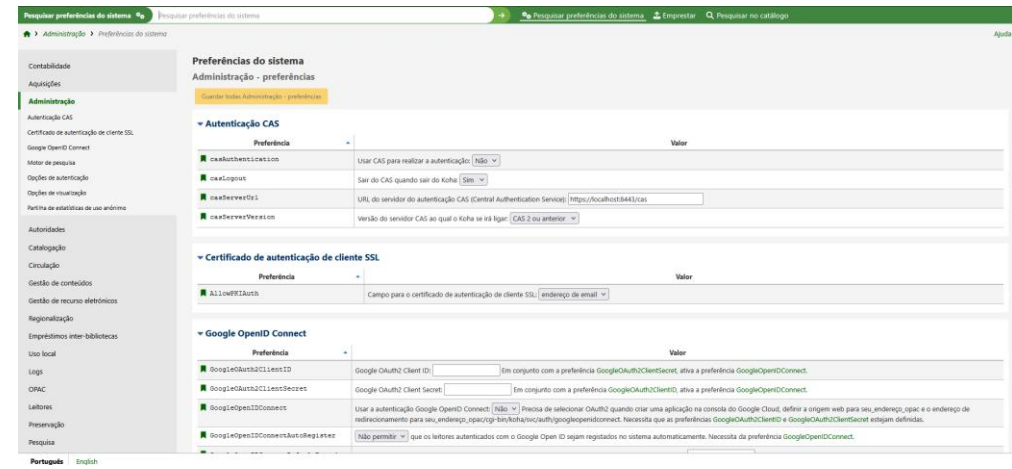 Pesquisar preferências do sistema
Pesquisar preferências do sistema
Pesquisar preferências do sistema
Emprestar
Pesquisar no catálogo
Administração
Preferências do sistema
Ajuda
Contabilidade
Aquisições
Administração
Autenticação CAS
Certificado de autenticação de cliente SSL
Google OpenID Connect
Motor de pesquisa
Opções de autenticação
Opções de visualização
Partilha de estatísticas de uso anónimo
Autoridades
Catalogação
Circulação
Gestão de conteúdos
Gestão de recurso eletrónicos
Regionalização
Empréstimos inter-bibliotecas
Uso local
Logs
OPAC
Leitores
Preservação
Pesquisa
Português English
Preferências do sistema
Administração - preferências
Guardar todas Administração - preferências
Autenticação CAS
Preferência Valor
casAuthentication Usar CAS para realizar a autenticação: Não
casLogout Sair do CAS quando sair do Koha: Sim
casServerUrl URL do servidor do autenticação CAS (Central Authentication Service): https://localhost:8443/cas
casServerVersion Versão do servidor CAS ao qual o Koha se irá ligar: CAS 2 ou anterior
Certificado de autenticação de cliente SSL
Preferência Valor
AllowPKIAuth Campo para o certificado de autenticação de cliente SSL: endereço de email
Google OpenID Connect
Preferência Valor
GoogleOAuth2ClientID Google OAuth2 Client ID: Em conjunto com a preferência GoogleOAuth2ClientSecret, ativa a preferência GoogleOpenIDConnect.
GoogleOAuth2ClientSecret Google OAuth2 Client Secret: Em conjunto com a preferência GoogleOAuth2ClientID, ativa a preferência GoogleOpenIDConnect.
GoogleOpenIDConnect Usar a autenticação Google OpenID Connect: Não Precisa de selecionar OAuth2 quando criar uma aplicação na consola do Google Cloud, definir a origem web para seu_endereço_opac e o endereço de
redirecionamento para seu_endereço_opac/cgi-bin/koha/svc/auth/googleopenidconnect. Necessita que as preferências GoogleOAuth2ClientID e GoogleOAuth2ClientSecret estejam definidas.
GoogleOpenIDConnectAutoRegister Não permitir que os leitores autenticados com o Google Open ID sejam registados no sistema automaticamente. Necessita da preferência GoogleOpenIDConnect.